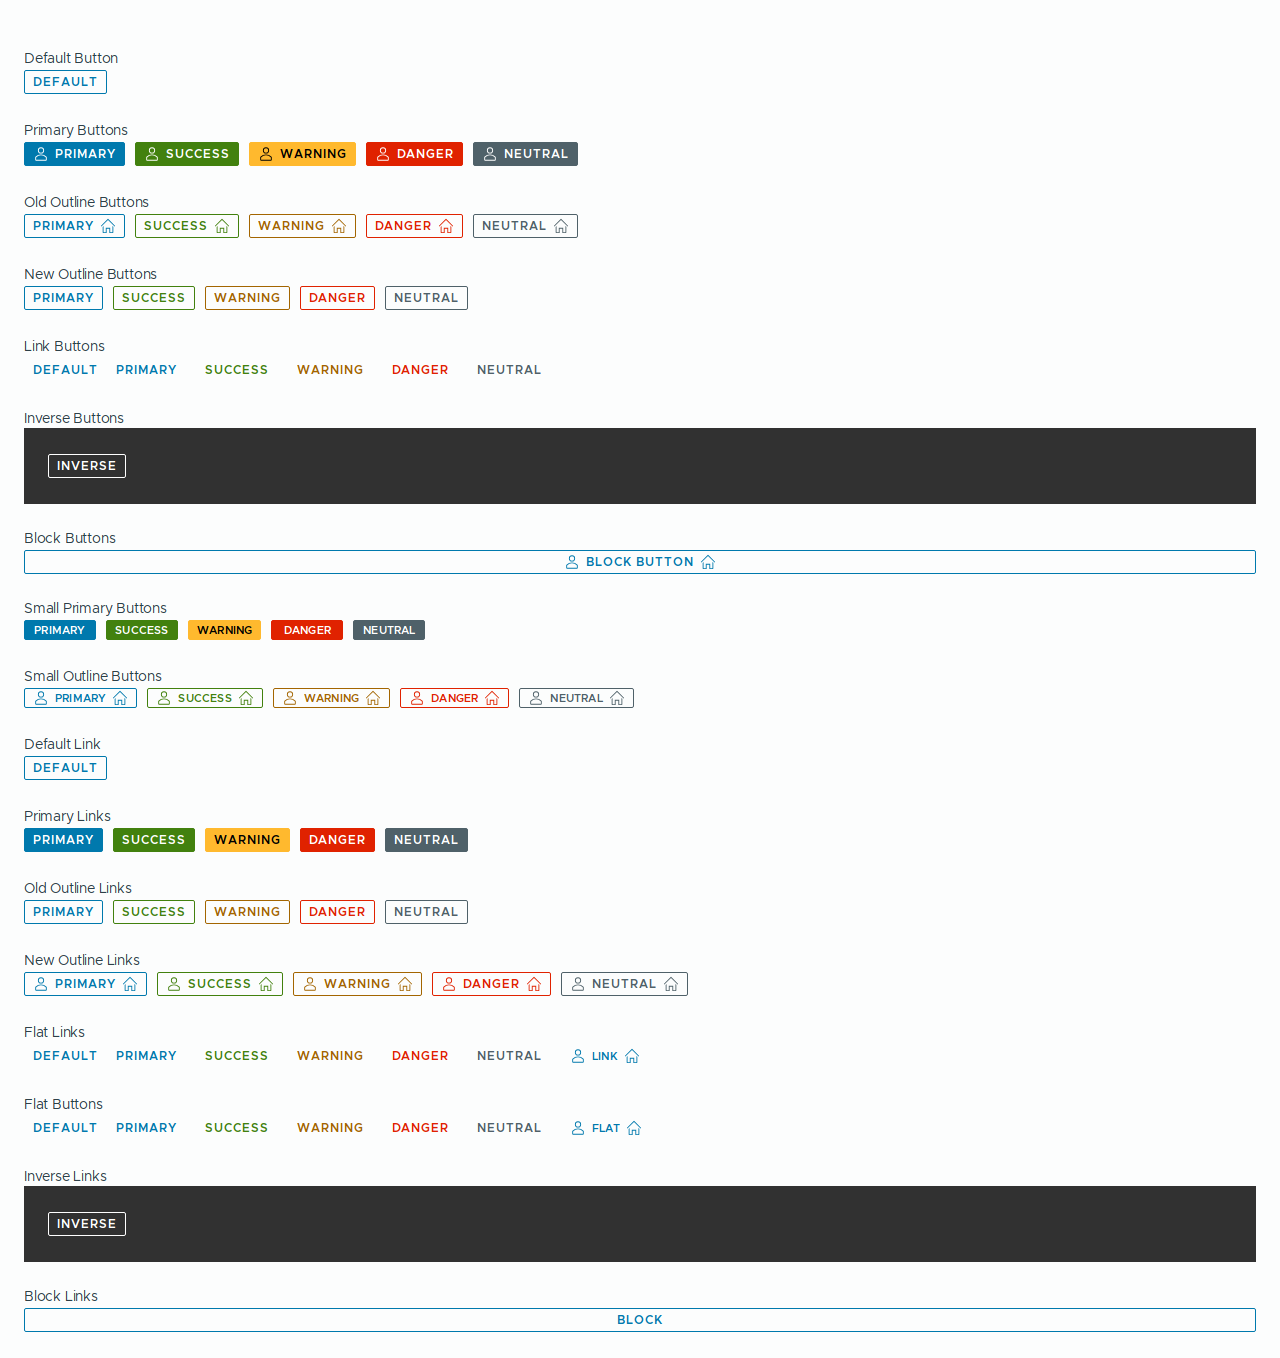 Default Button
DEFAULT
Primary Buttons
PRIMARY SUCCESS WARNING DANGER NEUTRAL
Old Outline Buttons
PRIMARY SUCCESS WARNING DANGER NEUTRAL
New Outline Buttons
PRIMARY SUCCESS WARNING DANGER NEUTRAL
Link Buttons
DEFAULT PRIMARY SUCCESS WARNING DANGER NEUTRAL
Inverse Buttons
INVERSE
Block Buttons
BLOCK BUTTON
Small Primary Buttons
PRIMARY SUCCESS WARNING DANGER NEUTRAL
Small Outline Buttons
PRIMARY SUCCESS WARNING DANGER NEUTRAL
Default Link
DEFAULT
Primary Links
PRIMARY SUCCESS WARNING DANGER NEUTRAL
Old Outline Links
PRIMARY SUCCESS WARNING DANGER NEUTRAL
New Outline Links
PRIMARY SUCCESS WARNING DANGER NEUTRAL
Flat Links
DEFAULT PRIMARY SUCCESS WARNING DANGER NEUTRAL LINK
Flat Buttons
DEFAULT PRIMARY SUCCESS WARNING DANGER NEUTRAL FLAT
Inverse Links
INVERSE
Block Links
BLOCK